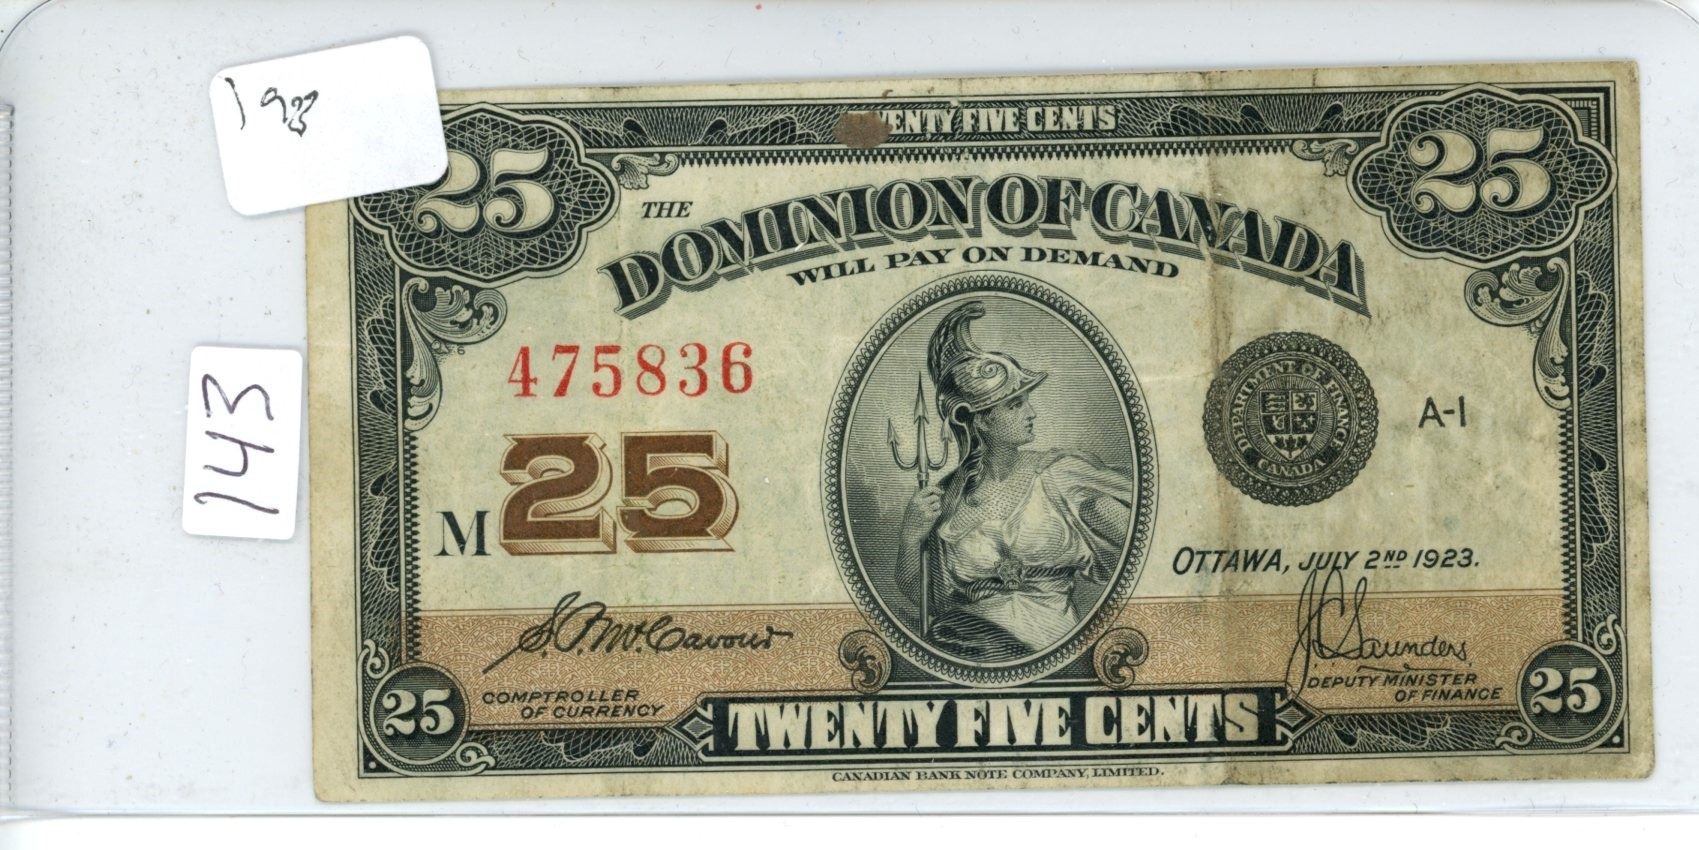 TWENTY FIVE CENTS
25
25
THE
DOMINION OF CANADA
WILL PAY ON DEMAND
475836
DEPARTMENT OF FINANCE
CANADA
A-1
143
M
25
OTTAWA, JULY 2ND 1923.
J.C. Saunders,
COMPTROLLER
OF CURRENCY
DEPUTY MINISTER
OF FINANCE
25
TWENTY FIVE CENTS
25
CANADIAN BANK NOTE COMPANY, LIMITED.